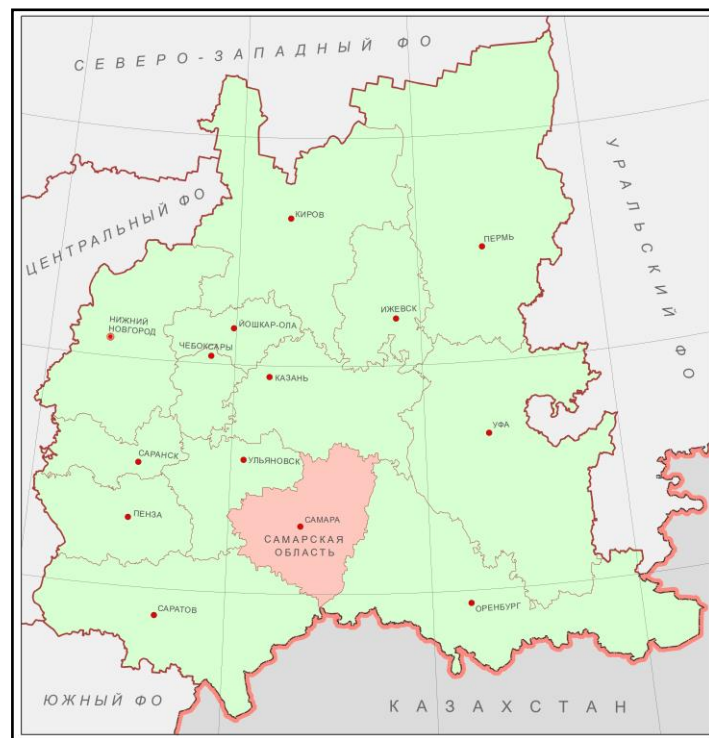 СЕВЕРО-ЗАПАДНЫЙ ФО
УРАЛЬСКИЙ ФО
ЦЕНТРАЛЬНЫЙ ФО
КИРОВ
ПЕРМЬ
НИЖНИЙ
НОВГОРОД
ЙОШКАР-ОЛА
ИЖЕВСК
ЧЕБОКСАРЫ
КАЗАНЬ
УФА
САРАНСК
УЛЬЯНОВСК
ПЕНЗА
САМАРА
САМАРСКАЯ
ОБЛАСТЬ
САРАТОВ
ОРЕНБУРГ
ЮЖНЫЙ ФО
КАЗАХСТАН